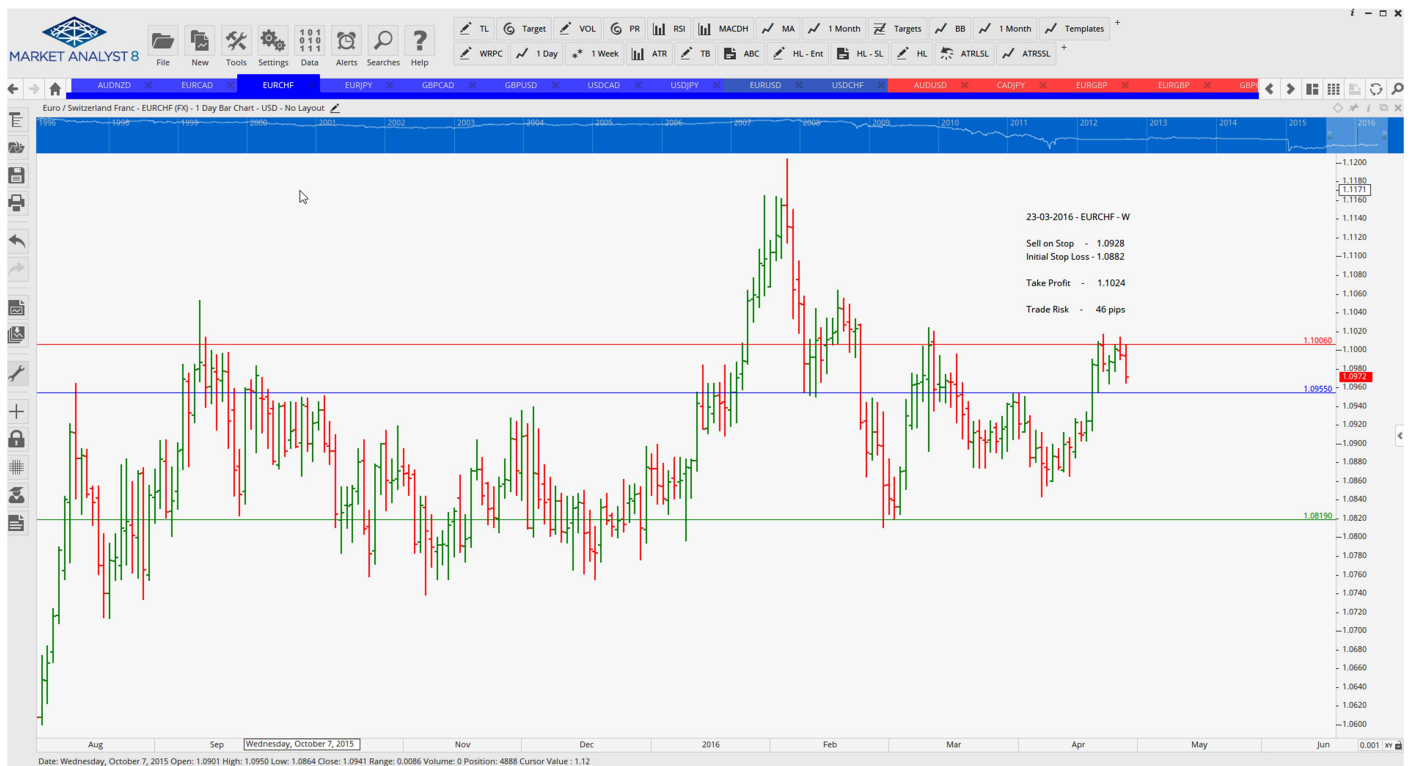 MARKET ANALYST 8
File New Tools Settings Data Alerts Searches Help
TL Target VOL PR RSI MACDH MA 1 Month Targets BB 1 Month Templates +
WRPC 1 Day 1 Week ATR TB ABC HL - Ent HL - SL HL ATRLSL ATRSSL +
AUDNZD EURCAD EURCHF EURJPY GBPCAD GBPUSD USDCAD USDJPY EURUSD USDCHF AUDUSD CADJPY EURGBP EURGBP
Euro / Switzerland Franc - EURCHF (FX) - 1 Day Bar Chart - USD - No Layout
1996 1998 1999 2000 2001 2002 2003 2004 2005 2006 2007 2008 2009 2010 2011 2012 2013 2014 2015 2016
1.1200
1.1180
1.1171
1.1160
23-03-2016 - EURCHF - W
1.1140
1.1120
Sell on Stop - 1.0928
Initial Stop Loss - 1.0882
1.1100
1.1080
Take Profit - 1.1024
1.1060
Trade Risk - 46 pips
1.1040
1.1020
1.10060
1.1000
1.0980
1.0972
1.0960
1.09550
1.0940
1.0920
1.0900
1.0880
1.0860
1.0840
1.08190
1.0820
1.0800
1.0780
1.0760
1.0740
1.0720
1.0700
1.0680
1.0660
1.0640
1.0620
1.0600
Aug Sep Wednesday, October 7, 2015 Nov Dec 2016 Feb Mar Apr May Jun 0.001 XY
Date: Wednesday, October 7, 2015 Open: 1.0901 High: 1.0950 Low: 1.0864 Close: 1.0941 Range: 0.0086 Volume: 0 Position: 4888 Cursor Value : 1.12